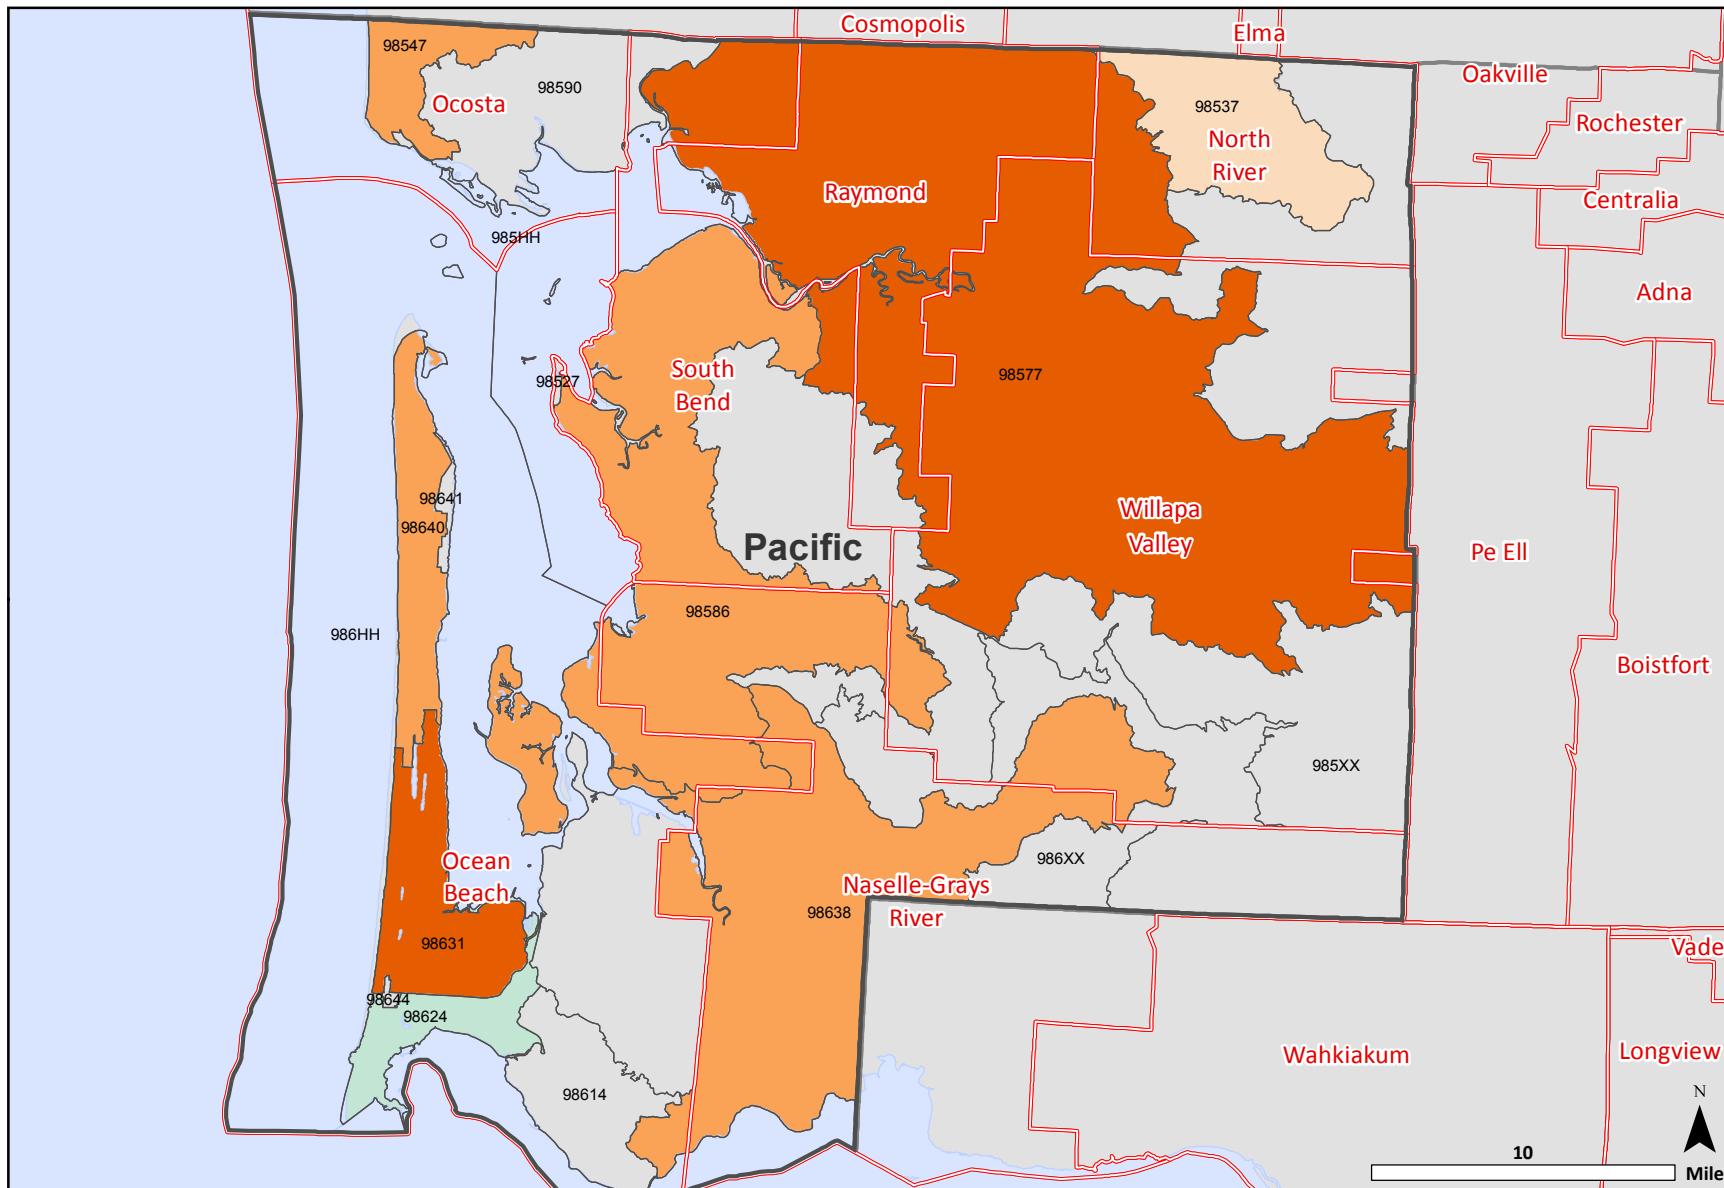 Cosmopolis
Elma
98547
Oakville
98590
Ocosta
98537
Rochester
North
River
Raymond
Centralia
985HH
Adna
98527
South
Bend
98577
98641
98640
Willapa
Valley
Pacific
Pe Ell
98586
986HH
Boistfort
985XX
Ocean
Beach
986XX
Naselle-Grays
River
98638
98631
Vade
98644
98624
Wahkiakum
Longview
98614
N
10
Mile